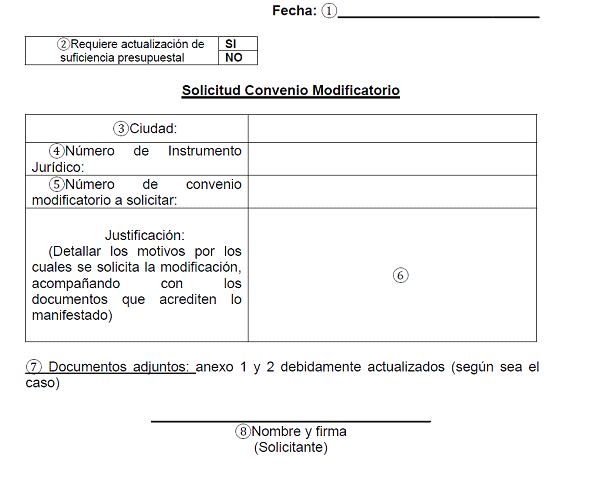 Fecha: ①
②Requiere actualización de
suficiencia presupuestal
SI
NO
Solicitud Convenio Modificatorio
③Ciudad:
④Número de Instrumento
Jurídico:
⑤Número de convenio
modificatorio a solicitar:
Justificación:
(Detallar los motivos por los
cuales se solicita la modificación,
acompañando con los
documentos que acrediten lo
manifestado)
⑥
⑦ Documentos adjuntos: anexo 1 y 2 debidamente actualizados (según sea el
caso)
⑧Nombre y firma
(Solicitante)